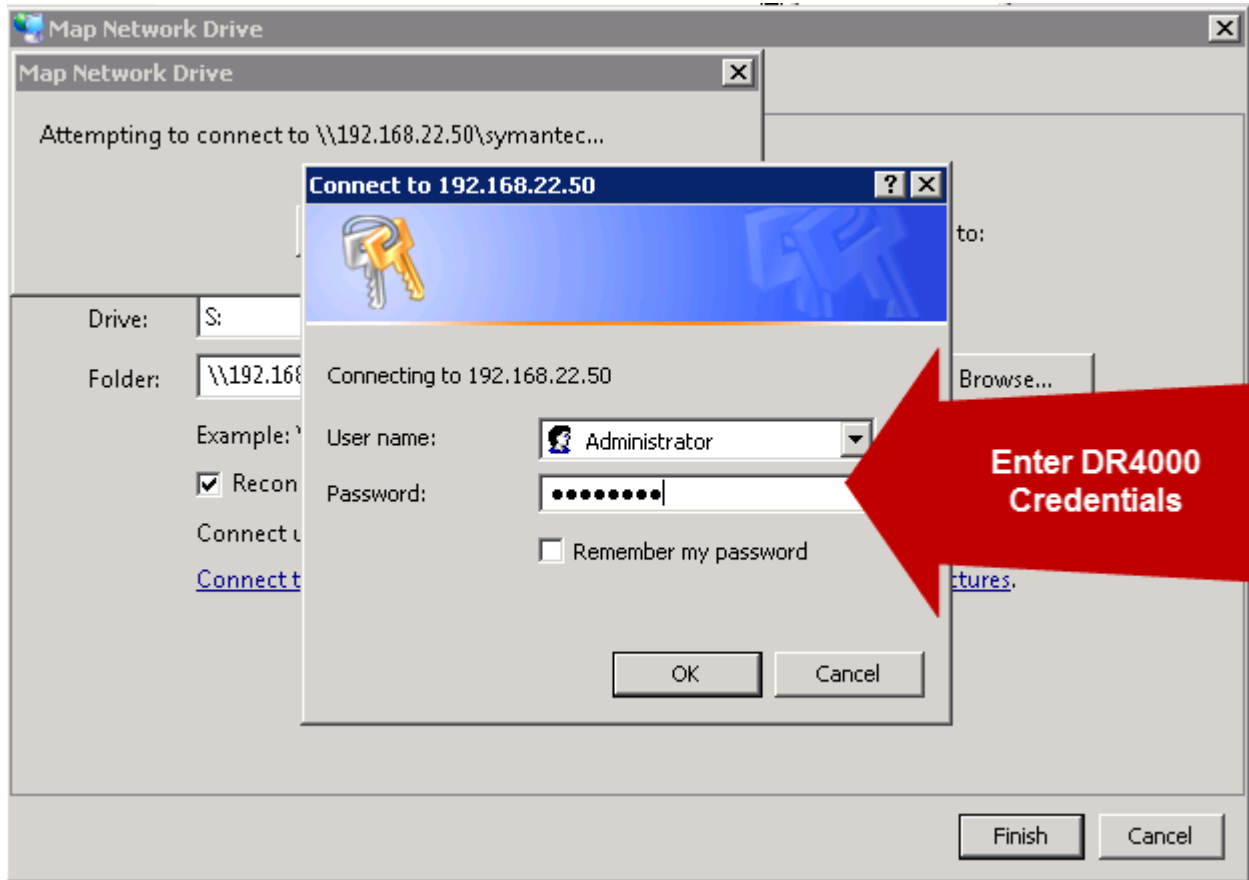 Map Network Drive
Map Network Drive
Attempting to connect to \\192.168.22.50\symantec...
Connect to 192.168.22.50
to:
Drive: S:
Folder: \\192.168 Browse...
Connecting to 192.168.22.50
Example: 
User name: Administrator
Recon
Password: ••••••••
Connect u
Remember my password
Connect t ctures.
Enter DR4000
Credentials
OK Cancel
Finish Cancel